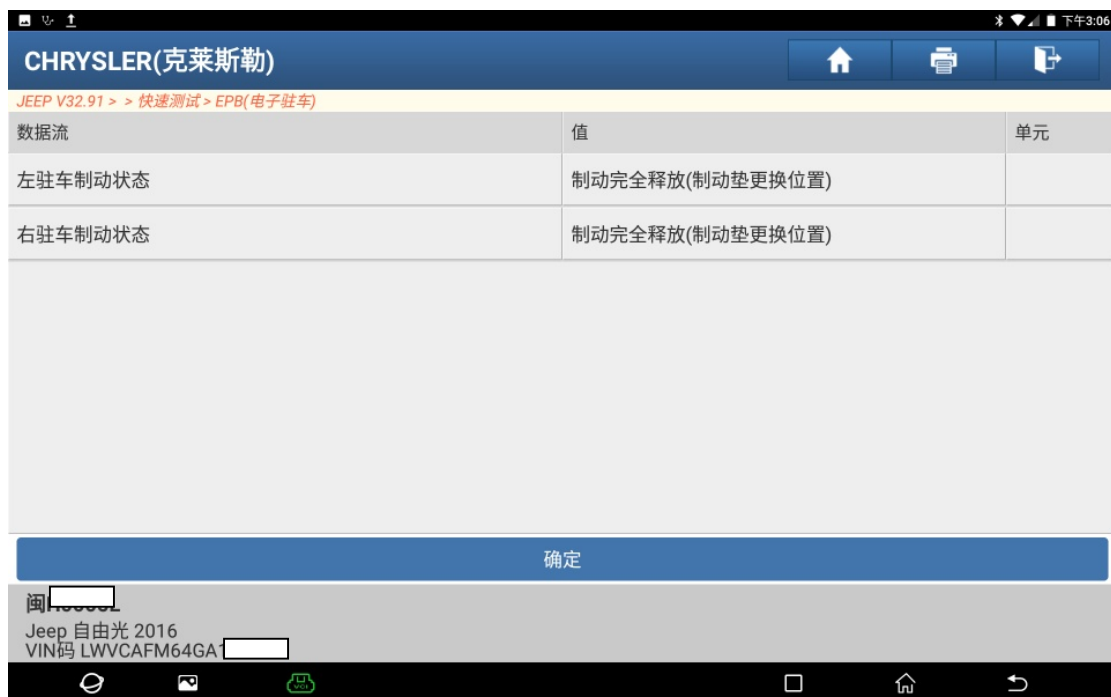 下午3:06
CHRYSLER(克莱斯勒)
JEEP V32.91 > > 快速测试 > EPB(电子驻车)
数据流 值 单元
左驻车制动状态 制动完全释放(制动垫更换位置)
右驻车制动状态 制动完全释放(制动垫更换位置)
确定
闽
Jeep 自由光 2016
VIN码 LWVCAFM64GA1
VCI